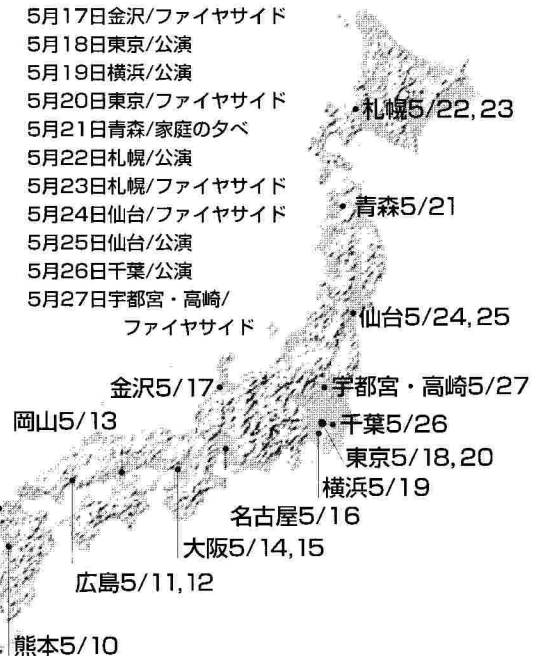 5月17日金沢/ファイヤサイド
5月18日東京/公演
5月19日横浜/公演
5月20日東京/ファイヤサイド
5月21日青森/家庭の夕べ
5月22日札幌/公演
5月23日札幌/ファイヤサイド
5月24日仙台/ファイヤサイド
5月25日仙台/公演
5月26日千葉/公演
5月27日宇都宮・高崎/
ファイヤサイド
札幌5/22,23
青森5/21
仙台5/24,25
金沢5/17
宇都宮・高崎5/27
岡山5/13
千葉5/26
東京5/18,20
横浜5/19
名古屋5/16
大阪5/14,15
広島5/11,12
熊本5/10